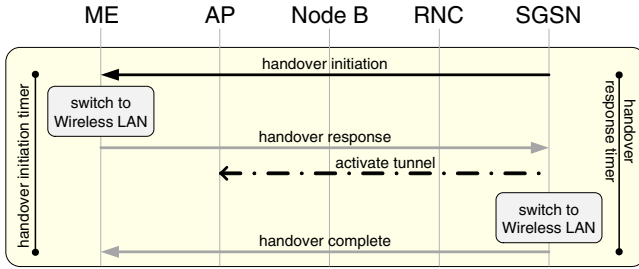 ME AP Node B RNC SGSN
handover initiation
switch to
Wireless LAN
handover response
activate tunnel
switch to
Wireless LAN
handover complete
handover initiation timer
handover
response timer